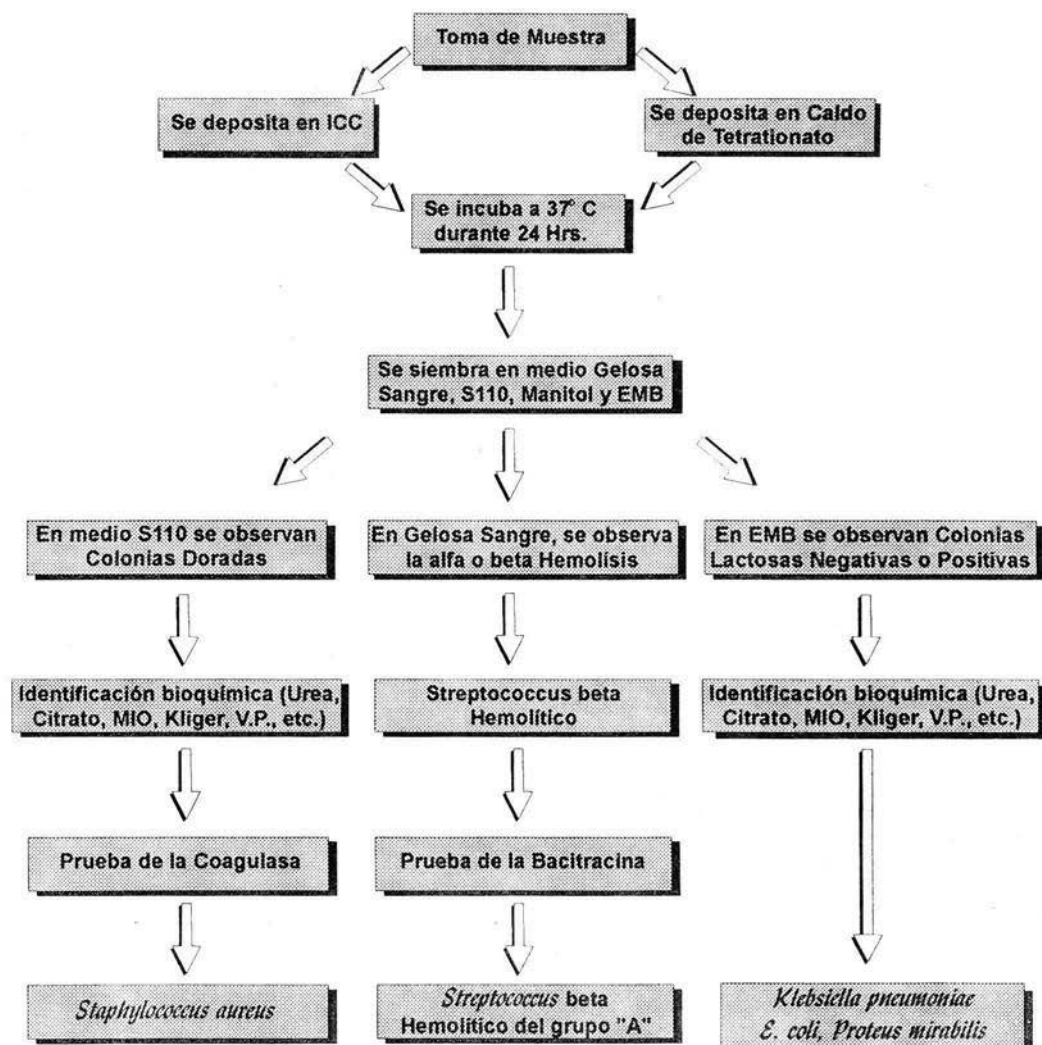 Toma de Muestra
Se deposita en ICC
Se deposita en Caldo
de Tetrationato
Se incuba a 37° C
durante 24 Hrs.
Se siembra en medio Gelosa
Sangre, S110, Manitol y EMB
En medio S110 se observan
Colonias Doradas
En Gelosa Sangre, se observa
la alfa o beta Hemolísis
En EMB se observan Colonias
Lactosas Negativas o Positivas
Identificación bioquímica (Urea,
Citrato, MIO, Kliger, V.P., etc.)
Streptococcus beta
Hemolítico
Identificación bioquímica (Urea,
Citrato, MIO, Kliger, V.P., etc.)
Prueba de la Coagulasa
Prueba de la Bacitracina
Staphylococcus aureus
Streptococcus beta
Hemolítico del grupo "A"
Klebsiella pneumoniae
E. coli, Proteus mirabilis